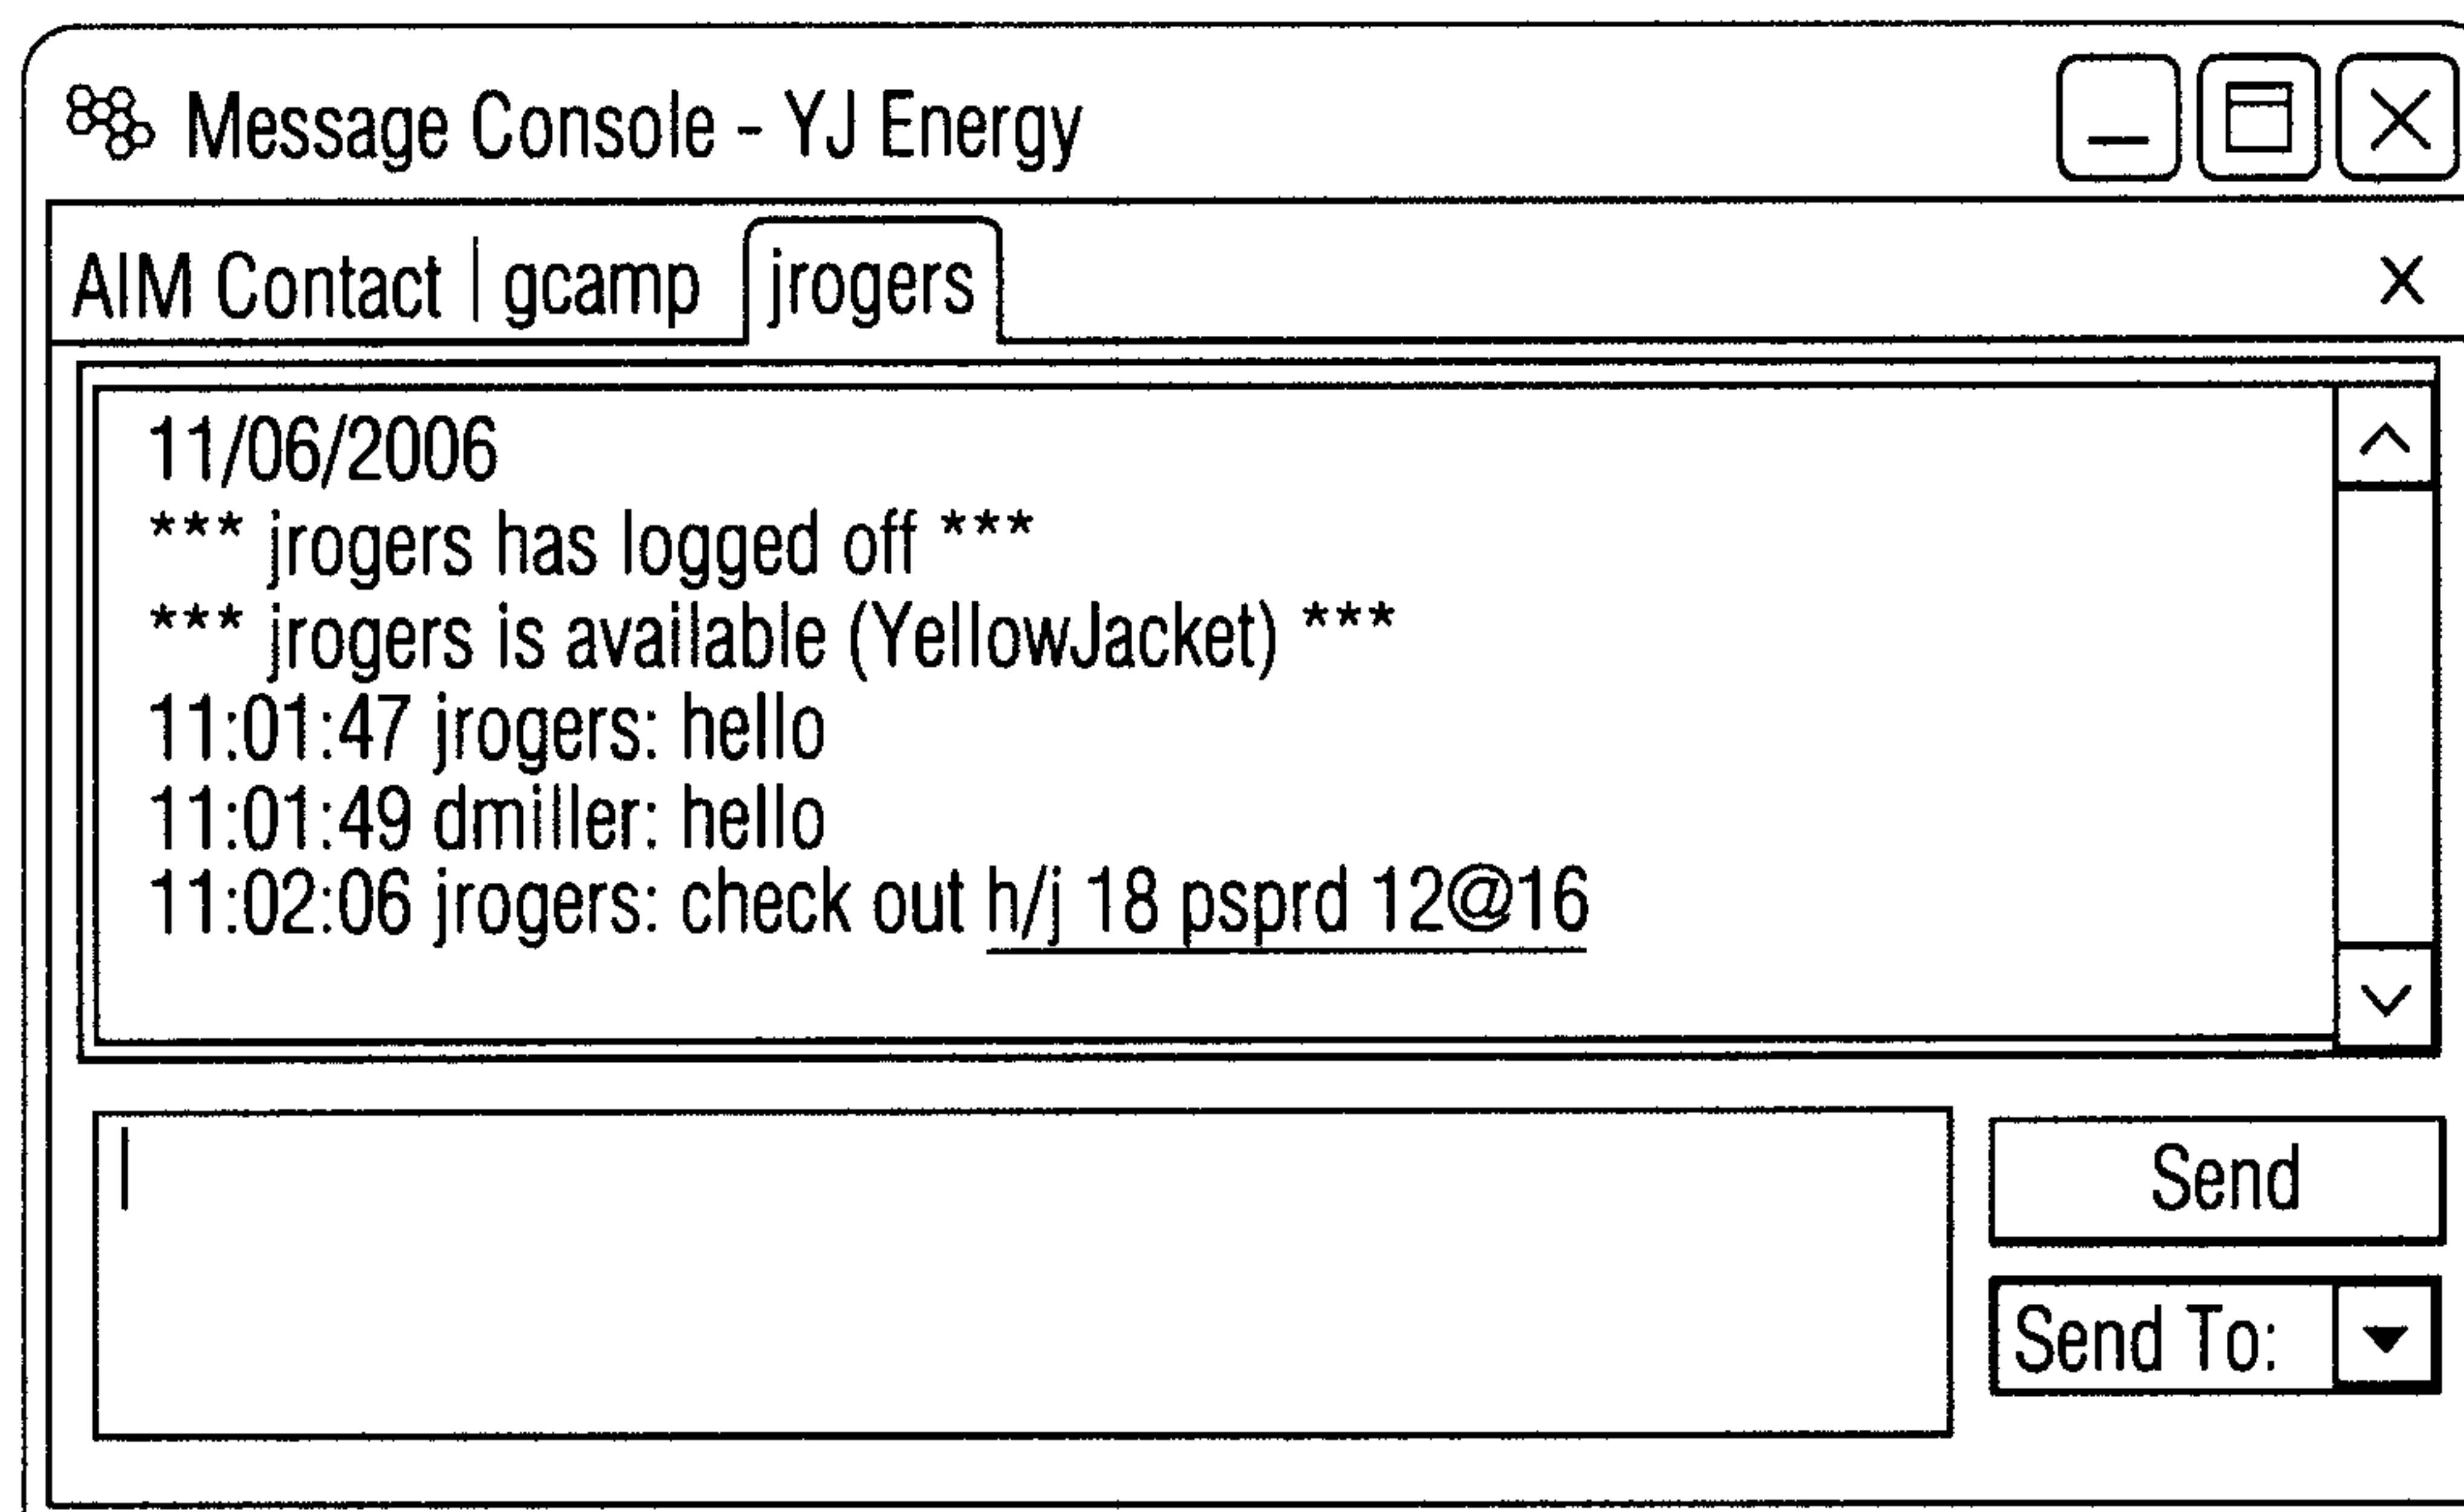 Message Console - YJ Energy
AIM Contact | gcamp jrogers x
11/06/2006
*** jrogers has logged off ***
*** jrogers is available (YellowJacket) ***
11:01:47 jrogers: hello
11:01:49 dmiller: hello
11:02:06 jrogers: check out h/j 18 psprd 12@16
Send
Send To: